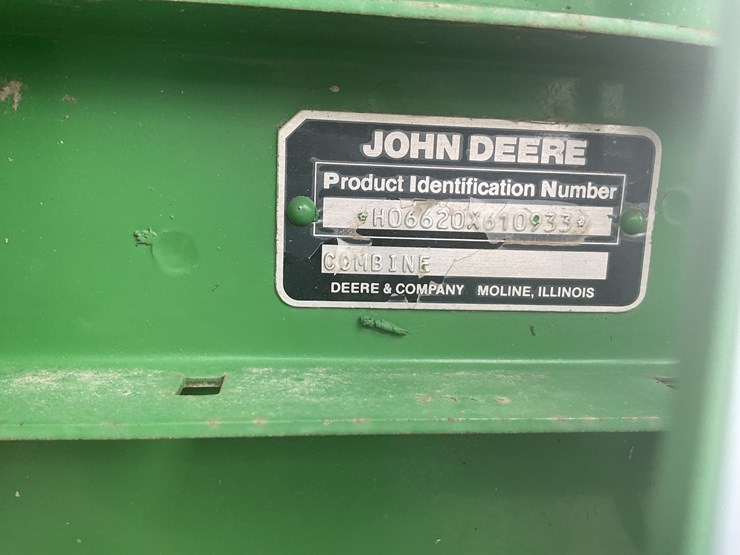 JOHN DEERE
Product Identification Number
*H06620X610933*
COMBINE
DEERE & COMPANY MOLINE, ILLINOIS